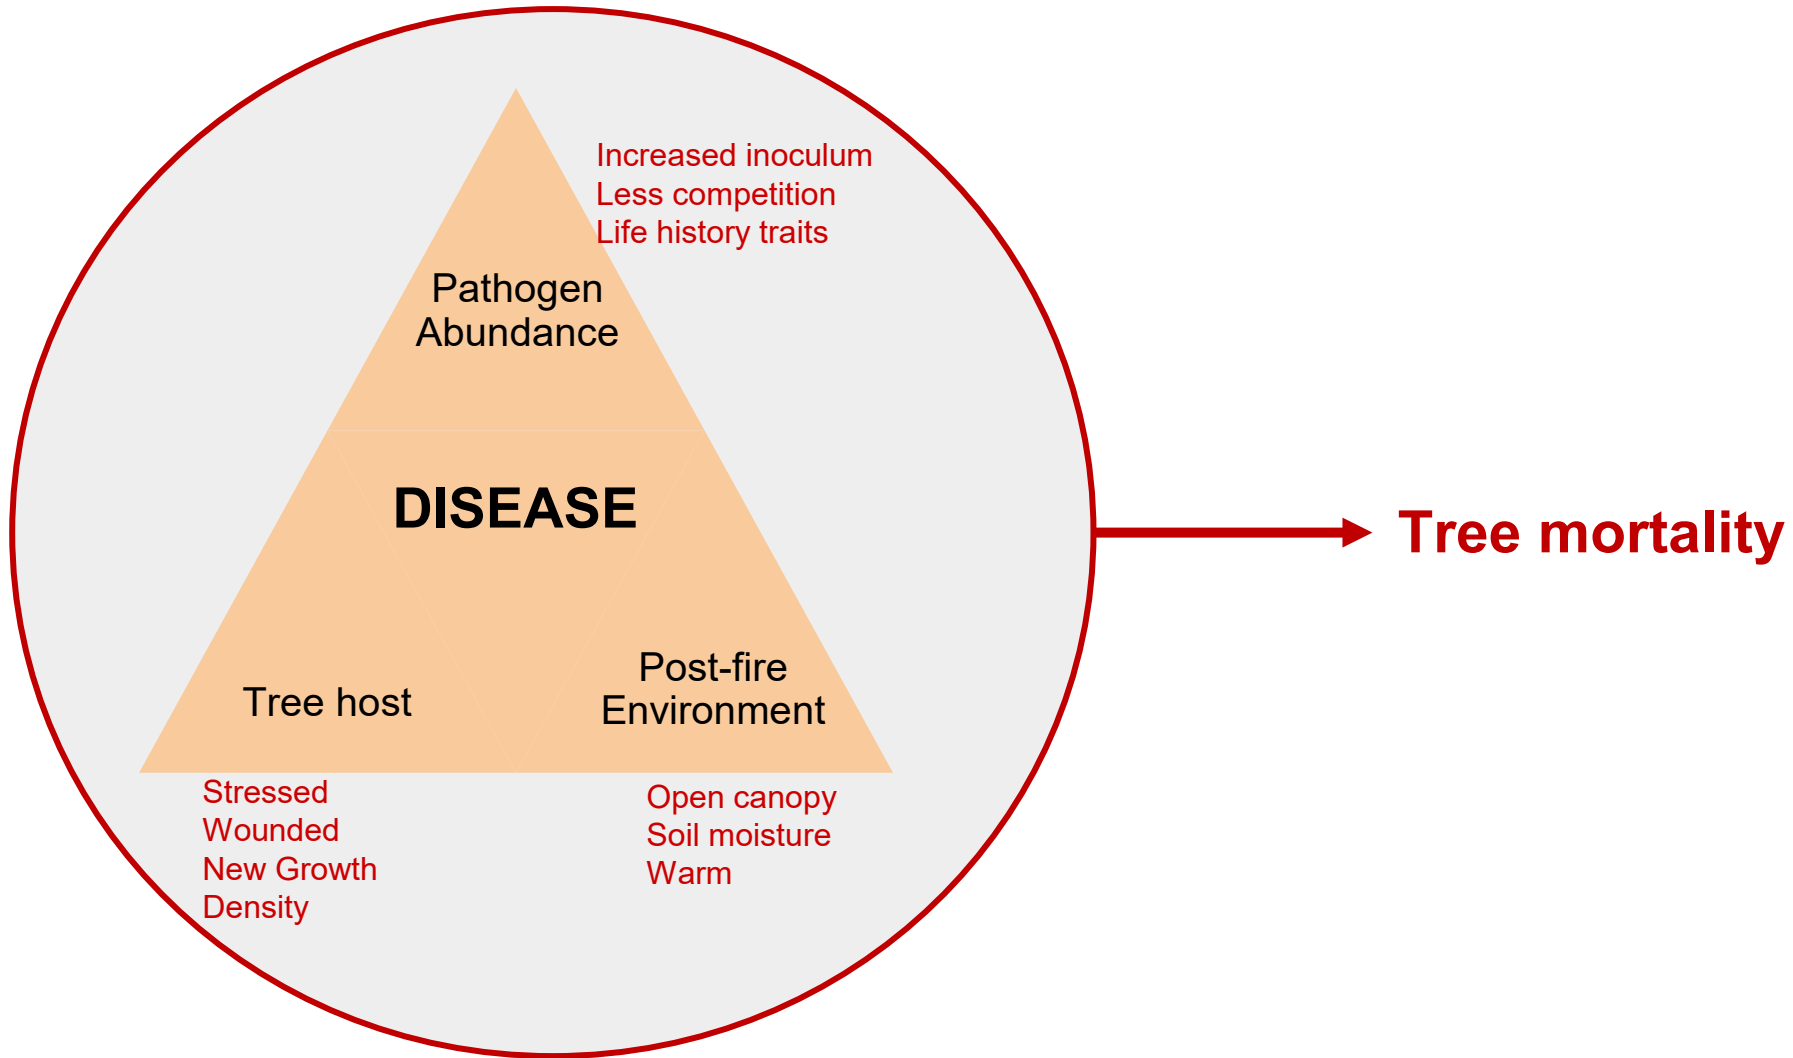 Increased inoculum
Less competition
Life history traits
Pathogen
Abundance
DISEASE
Tree mortality
Tree host
Post-fire
Environment
Stressed
Wounded
New Growth
Density
Open canopy
Soil moisture
Warm